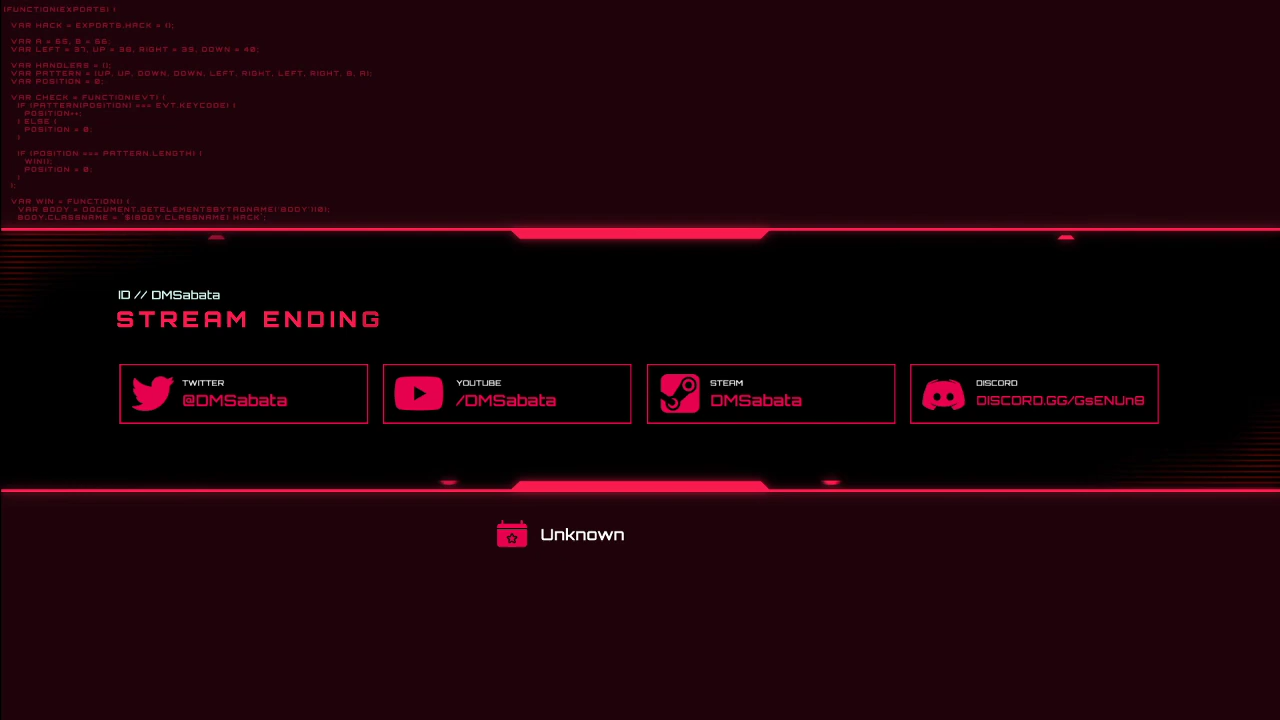 (FUNCTION(EXPORTS) {
VAR HACK = EXPORTS.HACK = {};
VAR A = 65, B = 66;
VAR LEFT = 37, UP = 38, RIGHT = 39, DOWN = 40;
VAR HANDLERS = {};
VAR PATTERN = [UP, UP, DOWN, DOWN, LEFT, RIGHT, LEFT, RIGHT, B, A];
VAR POSITION = 0;
VAR CHECK = FUNCTION(EVT) {
IF (PATTERN[POSITION] === EVT.KEYCODE) {
POSITION++;
} ELSE {
POSITION = 0;
}
IF (POSITION === PATTERN.LENGTH) {
WIN();
POSITION = 0;
}
};
VAR WIN = FUNCTION() {
VAR BODY = DOCUMENT.GETELEMENTSBYTAGNAME('BODY')[0];
BODY.CLASSNAME = `${BODY.CLASSNAME} HACK`;
ID // DMSabata
STREAM ENDING
TWITTER
@DMSabata
YOUTUBE
/DMSabata
STEAM
DMSabata
DISCORD
DISCORD.GG/GsENUn8
Unknown